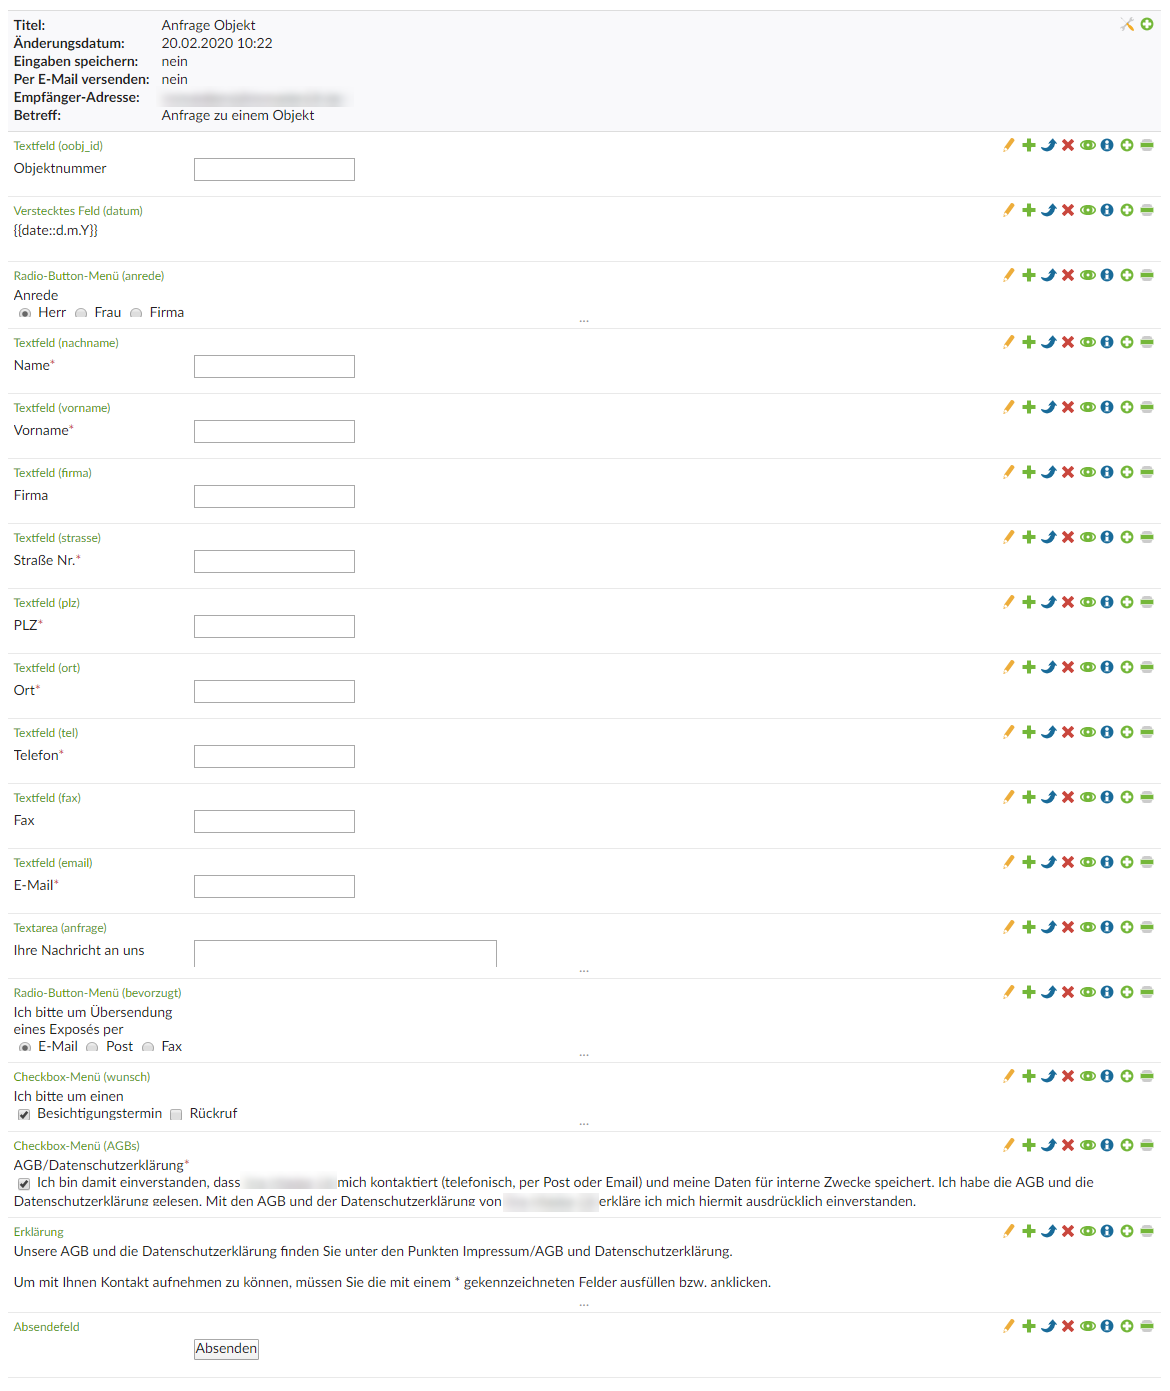 Titel: Anfrage Objekt
Änderungsdatum: 20.02.2020 10:22
Eingaben speichern: nein
Per E-Mail versenden: nein
Empfänger-Adresse:
Betreff: Anfrage zu einem Objekt
Textfeld (oobj_id)
Objektnummer
Verstecktes Feld (datum)
{{date::d.m.Y}}
Radio-Button-Menü (anrede)
Anrede
Herr Frau Firma
...
Textfeld (nachname)
Name*
Textfeld (vorname)
Vorname*
Textfeld (firma)
Firma
Textfeld (strasse)
Straße Nr.*
Textfeld (plz)
PLZ*
Textfeld (ort)
Ort*
Textfeld (tel)
Telefon*
Textfeld (fax)
Fax
Textfeld (email)
E-Mail*
Textarea (anfrage)
Ihre Nachricht an uns
...
Radio-Button-Menü (bevorzugt)
Ich bitte um Übersendung
eines Exposés per
E-Mail Post Fax
...
Checkbox-Menü (wunsch)
Ich bitte um einen
Besichtigungstermin Rückruf
...
Checkbox-Menü (AGBs)
AGB/Datenschutzerklärung*
Ich bin damit einverstanden, dass mich kontaktiert (telefonisch, per Post oder Email) und meine Daten für interne Zwecke speichert. Ich habe die AGB und die
Datenschutzerklärung gelesen. Mit den AGB und der Datenschutzerklärung von erkläre ich mich hiermit ausdrücklich einverstanden.
Erklärung
Unsere AGB und die Datenschutzerklärung finden Sie unter den Punkten Impressum/AGB und Datenschutzerklärung.
Um mit Ihnen Kontakt aufnehmen zu können, müssen Sie die mit einem * gekennzeichneten Felder ausfüllen bzw. anklicken.
...
Absendefeld
Absenden